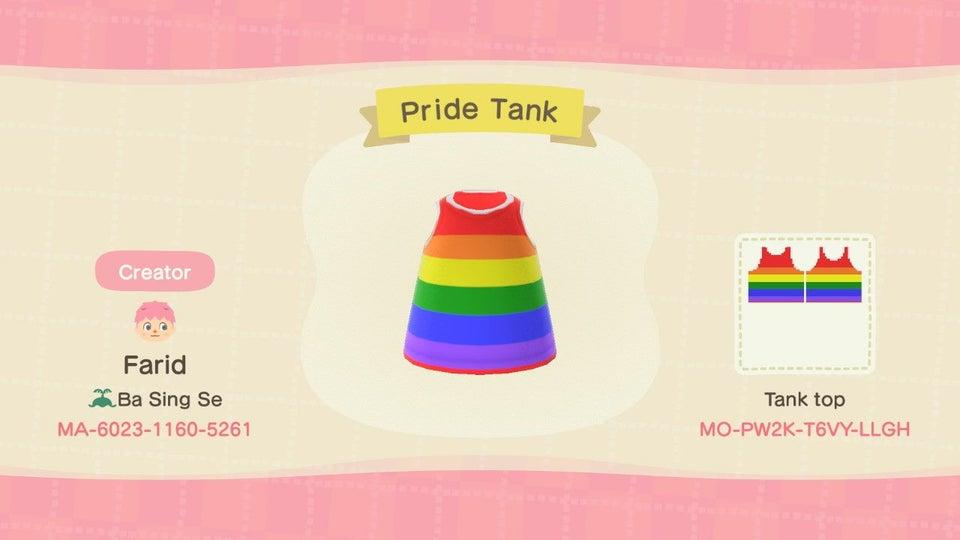 Pride Tank
Creator
Farid
Ba Sing Se
MA-6023-1160-5261
Tank top
MO-PW2K-T6VY-LLGH